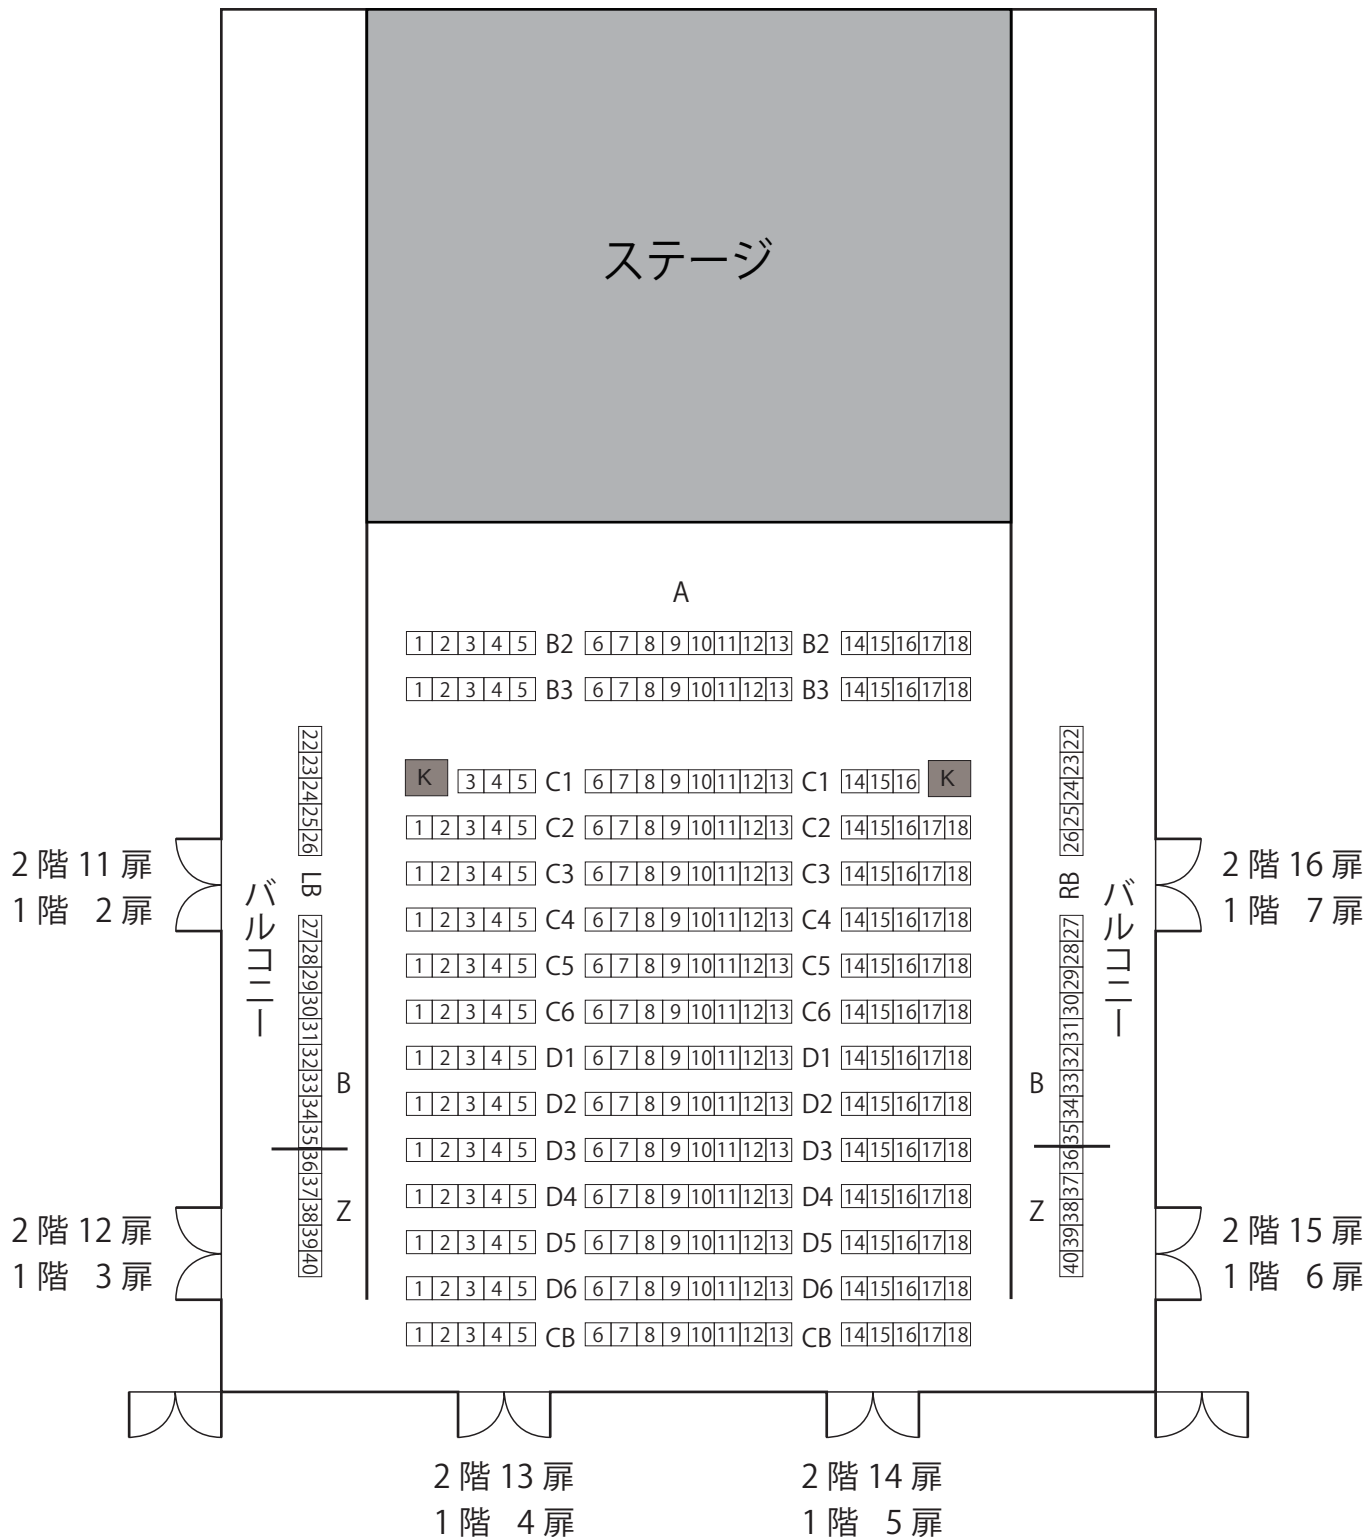 ステージ
A
1 2 3 4 5 B2 6 7 8 9 10 11 12 13 B2 14 15 16 17 18
1 2 3 4 5 B3 6 7 8 9 10 11 12 13 B3 14 15 16 17 18
K 3 4 5 C1 6 7 8 9 10 11 12 13 C1 14 15 16 K
1 2 3 4 5 C2 6 7 8 9 10 11 12 13 C2 14 15 16 17 18
1 2 3 4 5 C3 6 7 8 9 10 11 12 13 C3 14 15 16 17 18
1 2 3 4 5 C4 6 7 8 9 10 11 12 13 C4 14 15 16 17 18
1 2 3 4 5 C5 6 7 8 9 10 11 12 13 C5 14 15 16 17 18
1 2 3 4 5 C6 6 7 8 9 10 11 12 13 C6 14 15 16 17 18
1 2 3 4 5 D1 6 7 8 9 10 11 12 13 D1 14 15 16 17 18
1 2 3 4 5 D2 6 7 8 9 10 11 12 13 D2 14 15 16 17 18
1 2 3 4 5 D3 6 7 8 9 10 11 12 13 D3 14 15 16 17 18
1 2 3 4 5 D4 6 7 8 9 10 11 12 13 D4 14 15 16 17 18
1 2 3 4 5 D5 6 7 8 9 10 11 12 13 D5 14 15 16 17 18
1 2 3 4 5 D6 6 7 8 9 10 11 12 13 D6 14 15 16 17 18
1 2 3 4 5 CB 6 7 8 9 10 11 12 13 CB 14 15 16 17 18
22 23 24 25 26 LB 27 28 29 30 31 32 33 34 35 36 37 38 39 40
バルコニー
B
Z
40 39 38 37 36 35 34 33 32 31 30 29 28 27 RB 26 25 24 23 22
バルコニー
B
Z
2 階 11 扉
1 階 2 扉
2 階 12 扉
1 階 3 扉
2 階 16 扉
1 階 7 扉
2 階 15 扉
1 階 6 扉
2 階 13 扉
1 階 4 扉
2 階 14 扉
1 階 5 扉